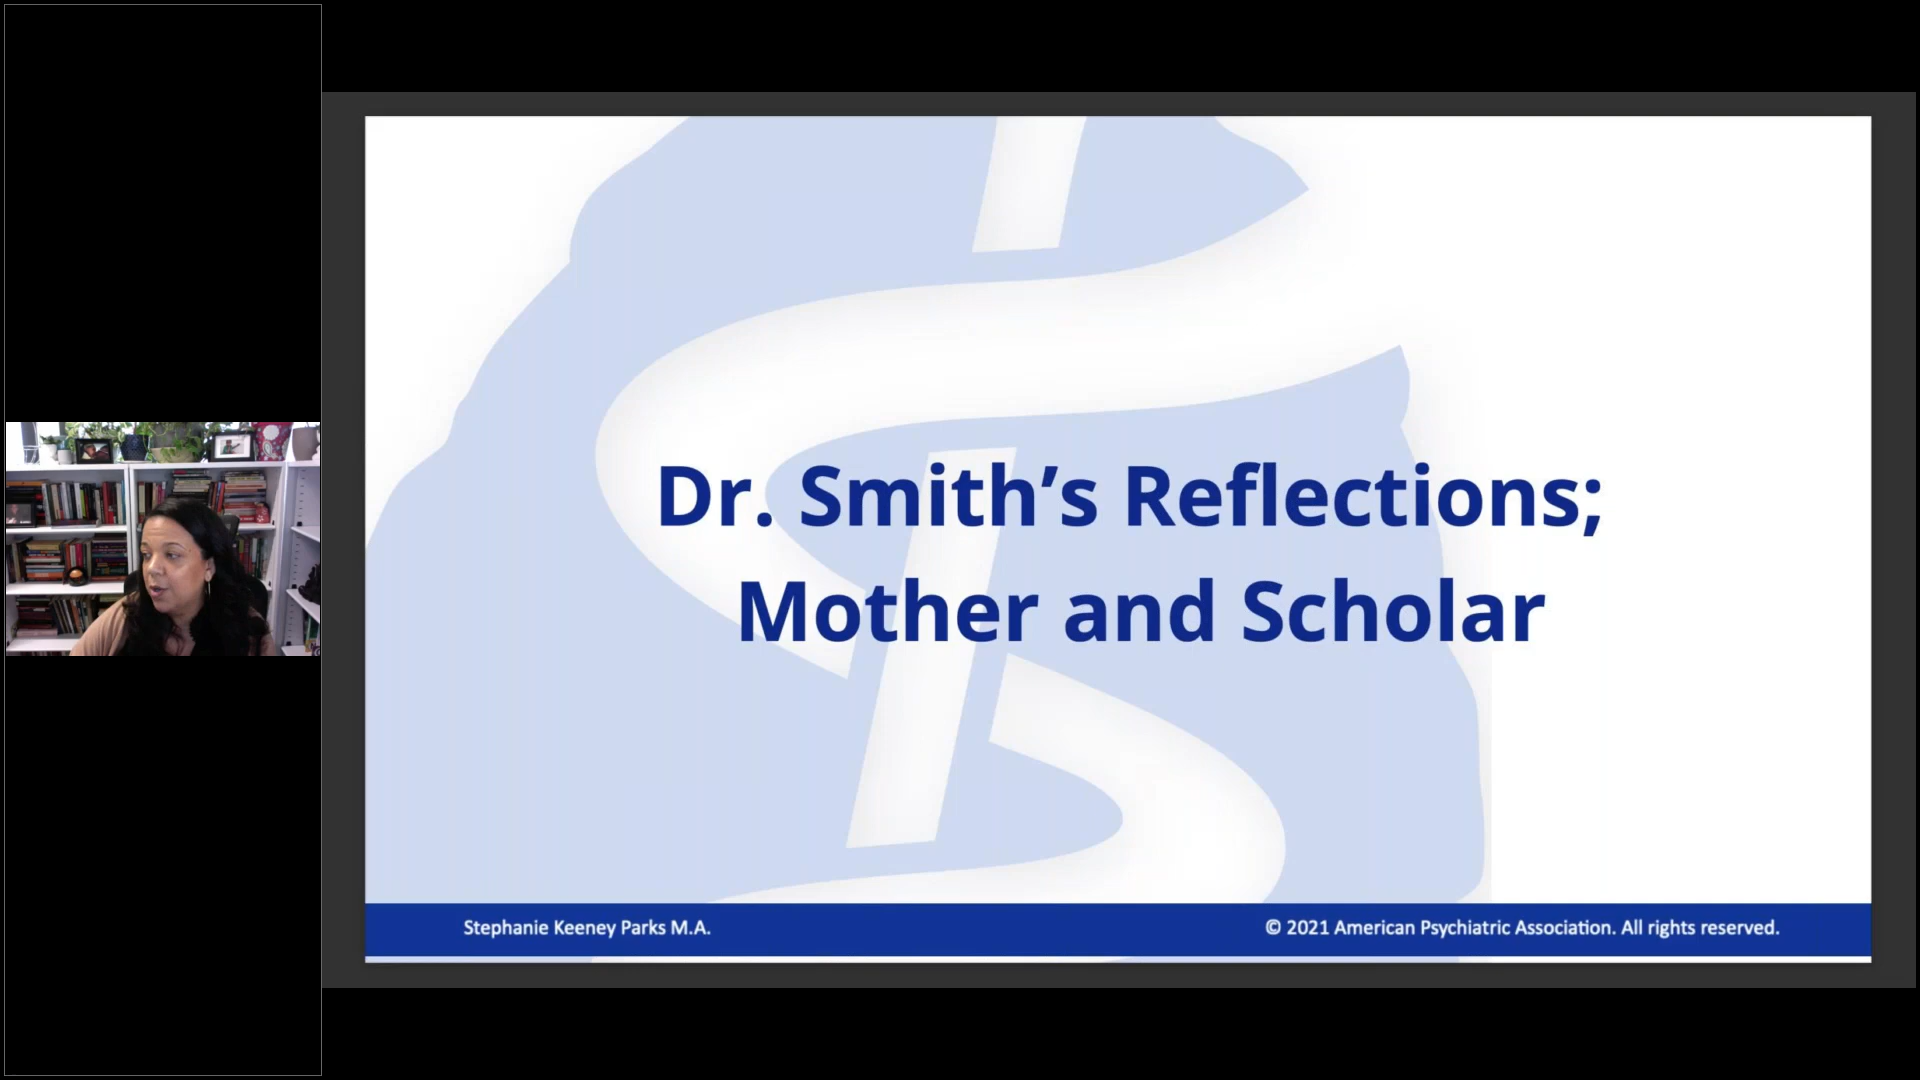 Dr. Smith’s Reflections;
Mother and Scholar
Stephanie Keeney Parks M.A.
© 2021 American Psychiatric Association. All rights reserved.